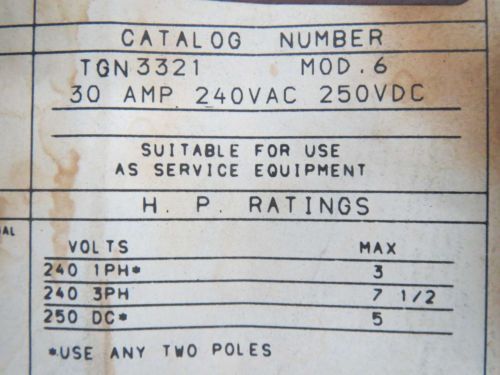 CATALOG NUMBER
TGN3321 MOD.6
30 AMP 240VAC 250VDC
SUITABLE FOR USE
AS SERVICE EQUIPMENT
H. P. RATINGS
VOLTS MAX
240 1PH* 3
240 3PH 7 1/2
250 DC* 5
*USE ANY TWO POLES